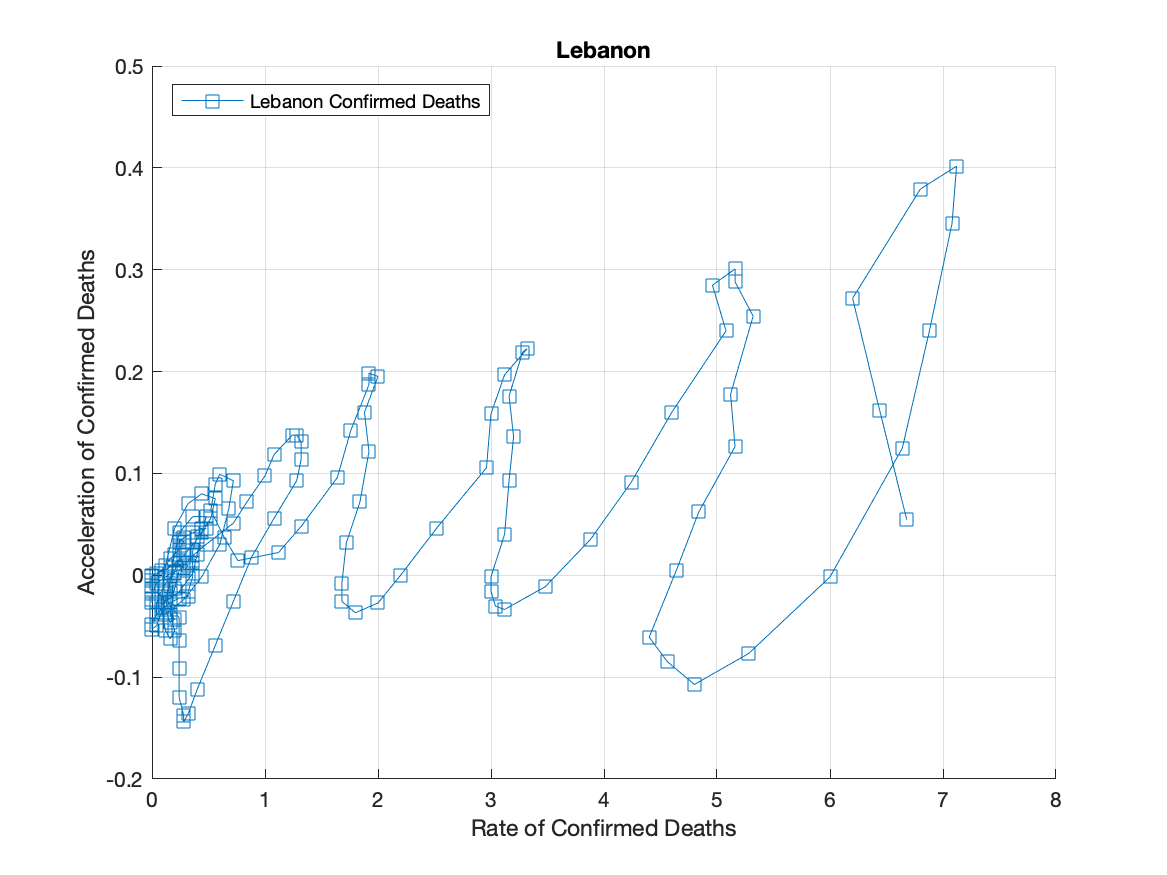 Lebanon
0.5
Lebanon Confirmed Deaths
0.4
0.3
0.2
0.1
0
-0.1
-0.2
Acceleration of Confirmed Deaths
0 1 2 3 4 5 6 7 8
Rate of Confirmed Deaths